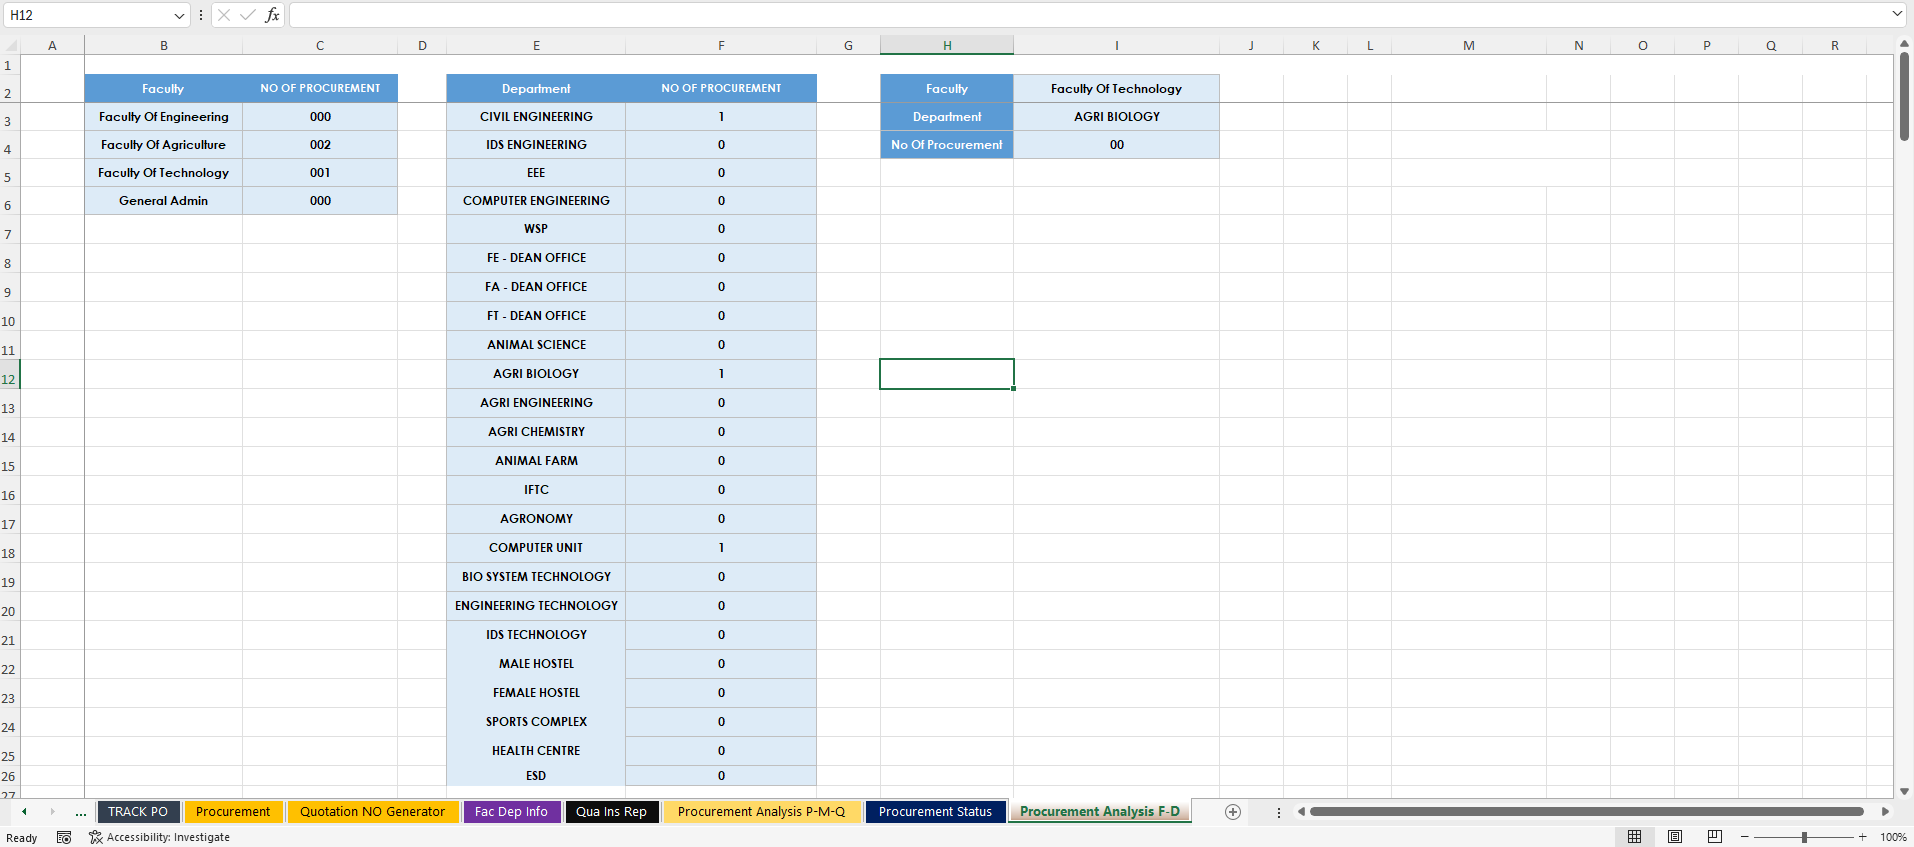 H12
fx
A B C D E F G H I J K L M N O P Q R
1
2 Faculty NO OF PROCUREMENT Department NO OF PROCUREMENT Faculty Faculty Of Technology
3 Faculty Of Engineering 000 CIVIL ENGINEERING 1 Department AGRI BIOLOGY
4 Faculty Of Agriculture 002 IDS ENGINEERING 0 No Of Procurement 00
5 Faculty Of Technology 001 EEE 0
6 General Admin 000 COMPUTER ENGINEERING 0
7 WSP 0
8 FE - DEAN OFFICE 0
9 FA - DEAN OFFICE 0
10 FT - DEAN OFFICE 0
11 ANIMAL SCIENCE 0
12 AGRI BIOLOGY 1
13 AGRI ENGINEERING 0
14 AGRI CHEMISTRY 0
15 ANIMAL FARM 0
16 IFTC 0
17 AGRONOMY 0
18 COMPUTER UNIT 1
19 BIO SYSTEM TECHNOLOGY 0
20 ENGINEERING TECHNOLOGY 0
21 IDS TECHNOLOGY 0
22 MALE HOSTEL 0
23 FEMALE HOSTEL 0
24 SPORTS COMPLEX 0
25 HEALTH CENTRE 0
26 ESD 0
27
... TRACK PO Procurement Quotation NO Generator Fac Dep Info Qua Ins Rep Procurement Analysis P-M-Q Procurement Status Procurement Analysis F-D
Ready Accessibility: Investigate 100%